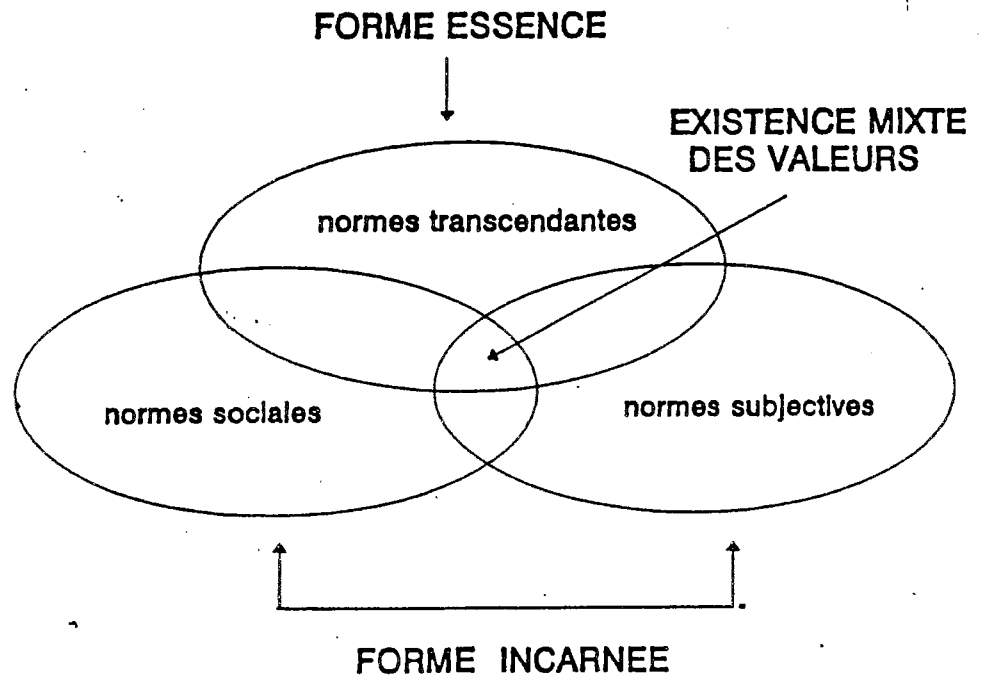 FORME ESSENCE
EXISTENCE MIXTE
DES VALEURS
normes transcendantes
normes sociales
normes subjectives
FORME INCARNEE